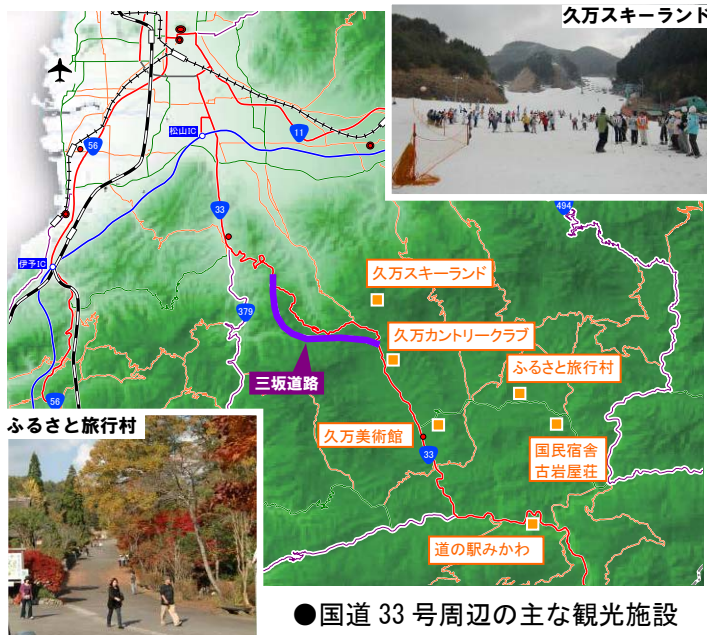 久万スキーランド
11
松山IC
56
494
33
伊予IC
久万スキーランド
379
久万カントリークラブ
三坂道路
ふるさと旅行村
56
ふるさと旅行村
久万美術館
国民宿舎
古岩屋荘
33
道の駅みかわ
●国道33号周辺の主な観光施設